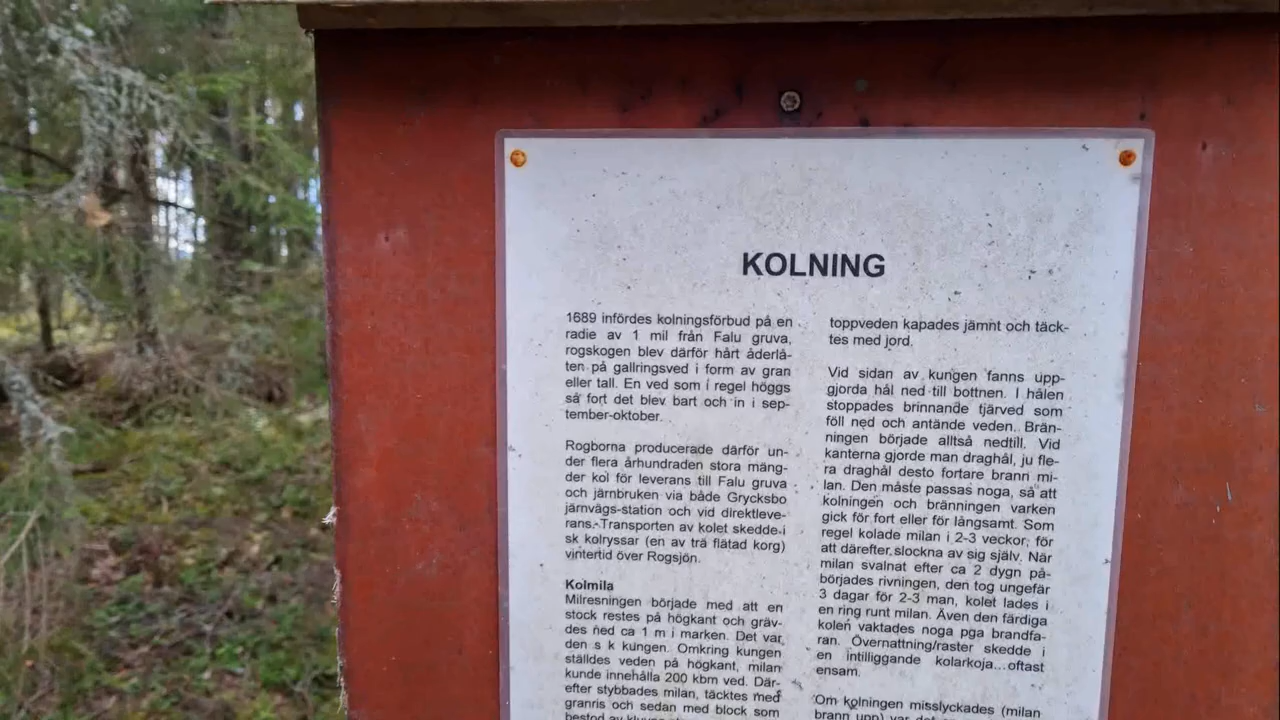 KOLNING
1689 infördes kolningsförbud på en
radie av 1 mil från Falu gruva,
rogskogen blev därför hårt åderlå-
ten på gallringsved i form av gran
eller tall. En ved som i regel höggs
så fort det blev bart och in i sep-
tember-oktober.
Rogborna producerade därför un-
der flera århundraden stora mäng-
der kol för leverans till Falu gruva
och järnbruken via både Grycksbo
järnvägs-station och vid direktleve-
rans. Transporten av kolet skedde i
sk kolryssar (en av trä flätad korg)
vintertid över Rogsjön.
Kolmila
Milresningen började med att en
stock restes på högkant och gräv-
des ned ca 1 m i marken. Det var
den s k kungen. Omkring kungen
ställdes veden på högkant, milan
kunde innehålla 200 kbm ved. Där-
efter stybbades milan, täcktes med
granris och sedan med block som
bestod av
toppveden kapades jämnt och täck-
tes med jord.
Vid sidan av kungen fanns upp-
gjorda hål ned till bottnen. I hålen
stoppades brinnande tjärved som
föll ned och antände veden. Brän-
ningen började alltså nedtill. Vid
kanterna gjorde man draghål, ju fle-
ra draghål desto fortare brann mi-
lan. Den måste passas noga, så att
kolningen och bränningen varken
gick för fort eller för långsamt. Som
regel kolade milan i 2-3 veckor, för
att därefter slockna av sig själv. När
milan svalnat efter ca 2 dygn på-
börjades rivningen, den tog ungefär
3 dagar för 2-3 man, kolet lades i
en ring runt milan. Även den färdiga
kolen vaktades noga pga brandfa-
ran. Övernattning/raster skedde i
en intilliggande kolarkoja...oftast
ensam.
Om kolningen misslyckades (milan
brann upp) var det